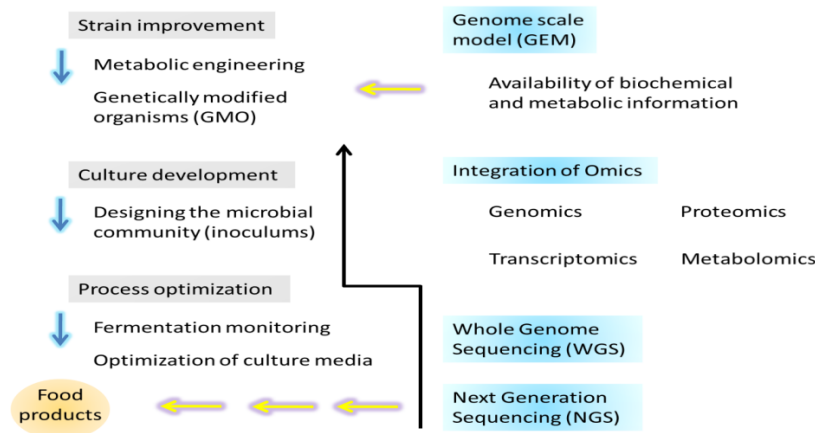 Strain improvement
Metabolic engineering
Genetically modified
organisms (GMO)
Culture development
Designing the microbial
community (inoculums)
Process optimization
Fermentation monitoring
Optimization of culture media
Food
products
Genome scale
model (GEM)
Availability of biochemical
and metabolic information
Integration of Omics
Genomics
Proteomics
Transcriptomics
Metabolomics
Whole Genome
Sequencing (WGS)
Next Generation
Sequencing (NGS)